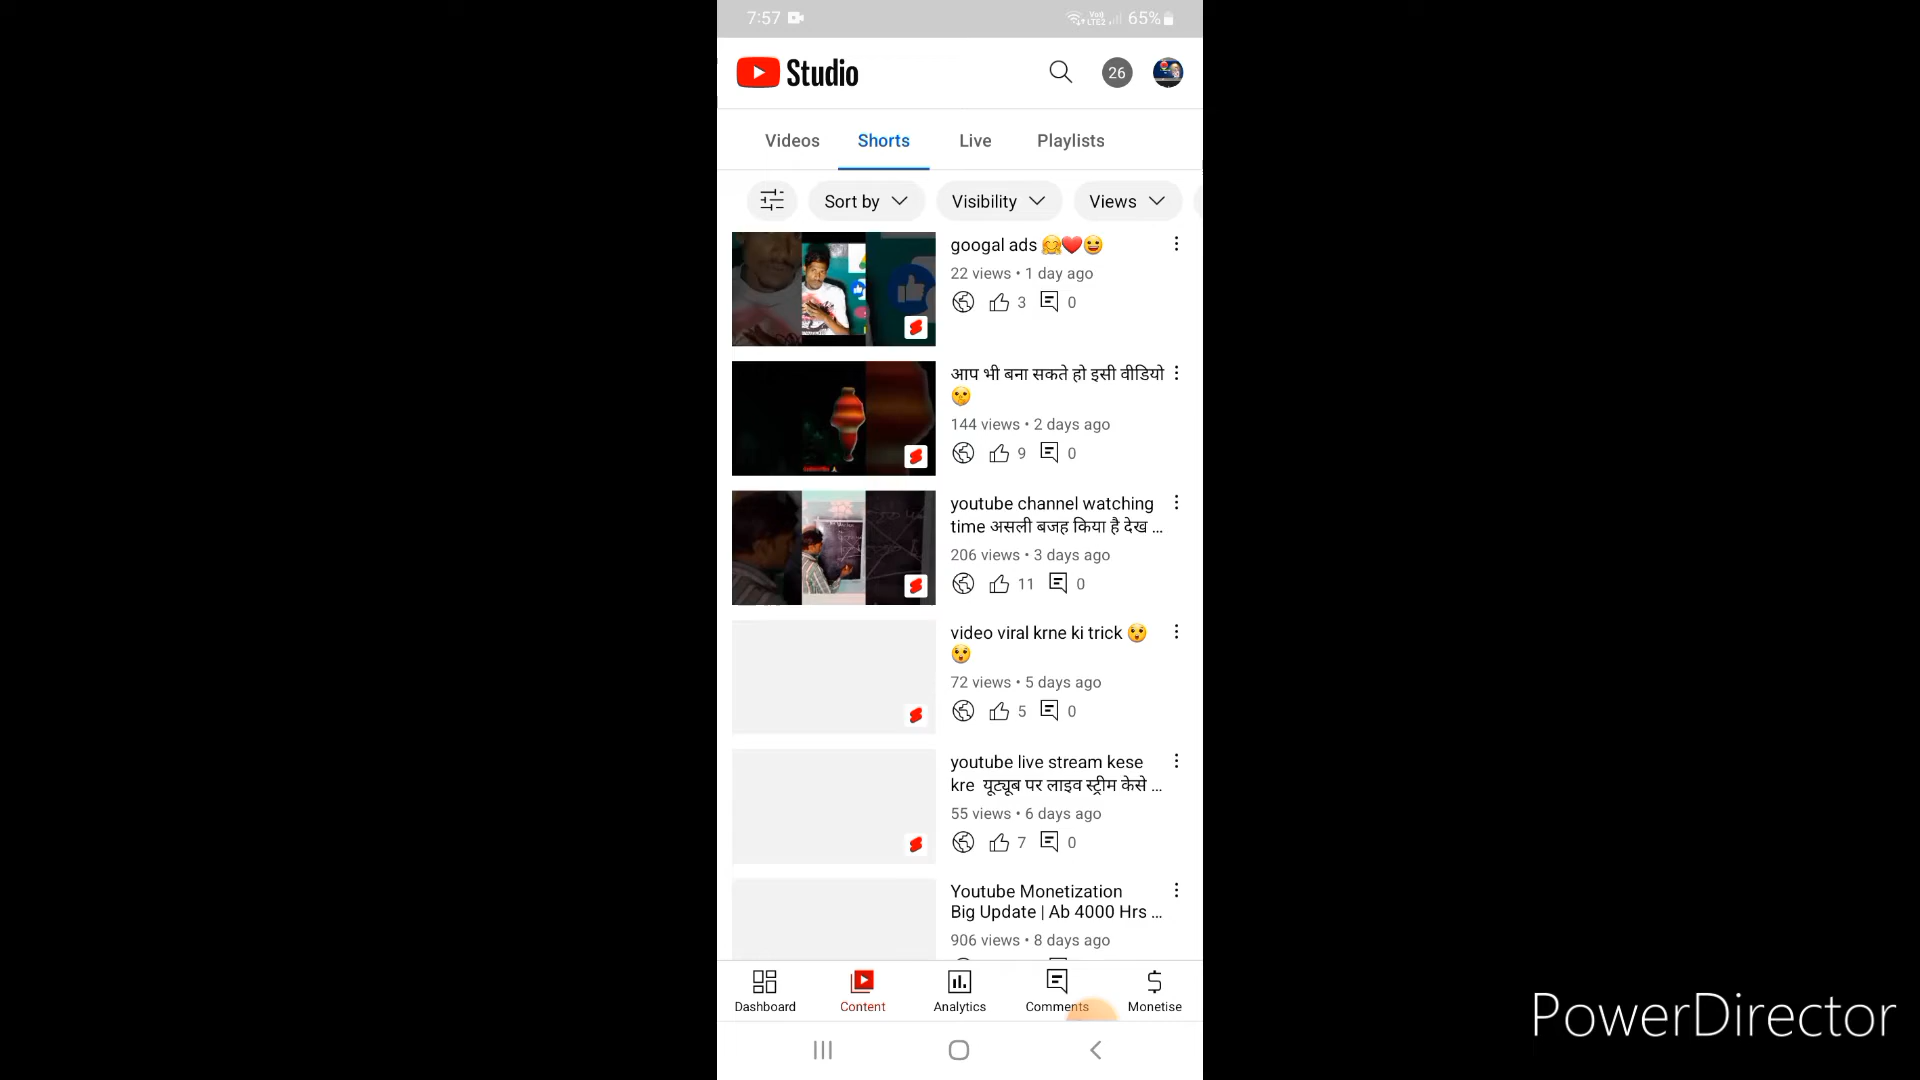 7:57
Vo) LTE2 65%
Studio
26
Videos Shorts Live Playlists
Sort by Visibility Views
googal ads 🤗❤️😀
22 views • 1 day ago
3 0
आप भी बना सकते हो इसी वीडियो
🤫
144 views • 2 days ago
9 0
youtube channel watching
time असली बजह किया है देख ...
206 views • 3 days ago
11 0
video viral krne ki trick 😲
😲
72 views • 5 days ago
5 0
youtube live stream kese
kre यूट्यूब पर लाइव स्ट्रीम केसे ...
55 views • 6 days ago
7 0
Youtube Monetization
Big Update | Ab 4000 Hrs ...
906 views • 8 days ago
Dashboard Content Analytics Comments Monetise
PowerDirector